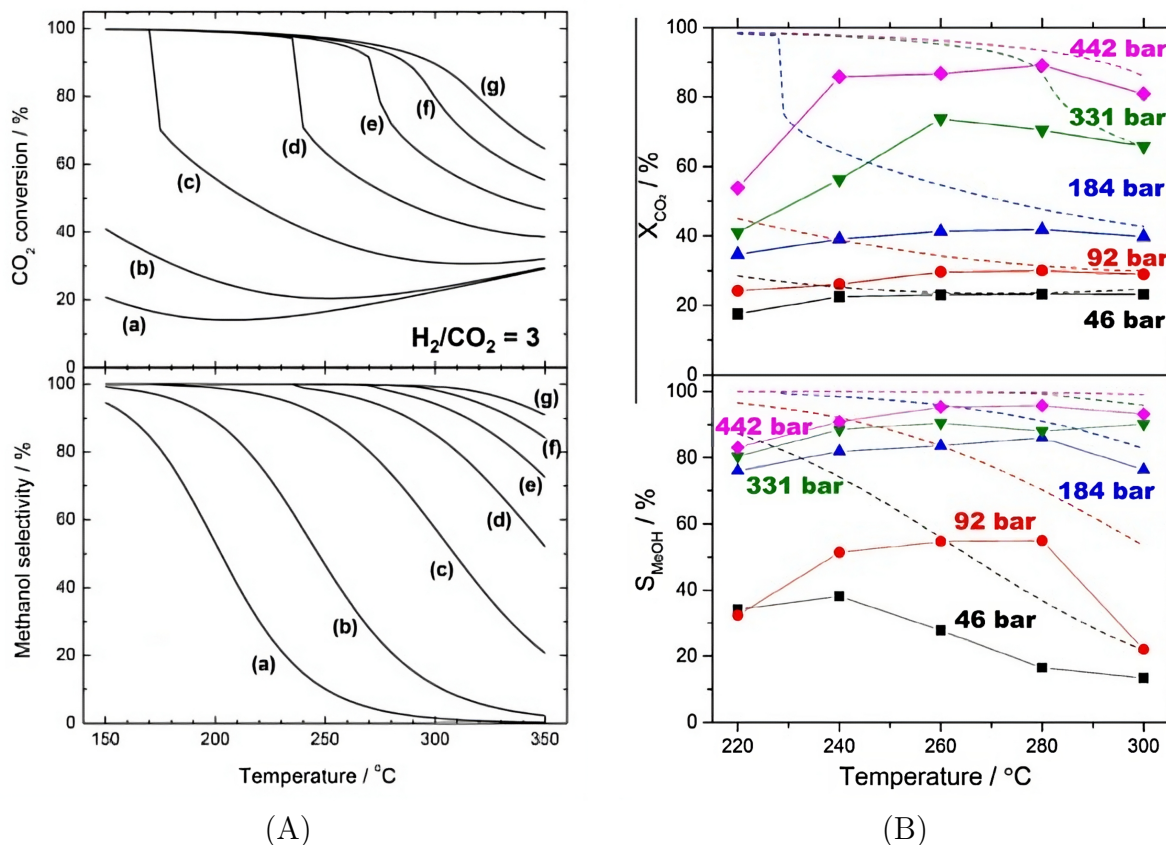 100
80
60
40
20
0
CO2 conversion / %
(a)
(b)
(c)
(d)
(e)
(f)
(g)
H2/CO2 = 3
100
80
60
40
20
0
Methanol selectivity / %
(a)
(b)
(c)
(d)
(e)
(f)
(g)
150 200 250 300 350
Temperature / °C
(A)
100
80
60
40
20
0
XCO2 / %
442 bar
331 bar
184 bar
92 bar
46 bar
100
80
60
40
20
0
SMeOH / %
442 bar
331 bar
184 bar
92 bar
46 bar
220 240 260 280 300
Temperature / °C
(B)